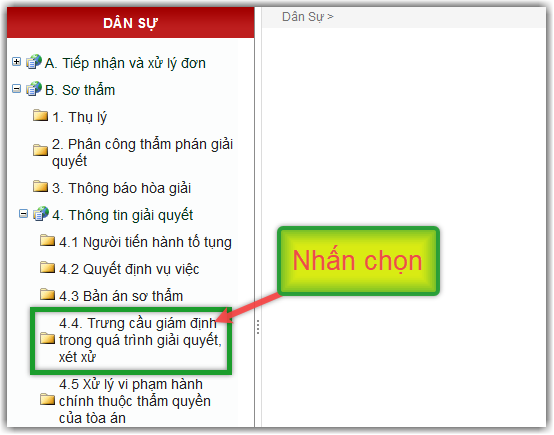 DÂN SỰ
Dân Sự >
A. Tiếp nhận và xử lý đơn
B. Sơ thẩm
1. Thụ lý
2. Phân công thẩm phán giải
quyết
3. Thông báo hòa giải
4. Thông tin giải quyết
4.1 Người tiến hành tố tụng
4.2 Quyết định vụ việc
4.3 Bản án sơ thẩm
4.4. Trưng cầu giám định
trong quá trình giải quyết,
xét xử
4.5 Xử lý vi phạm hành
chính thuộc thẩm quyền
của tòa án
Nhấn chọn